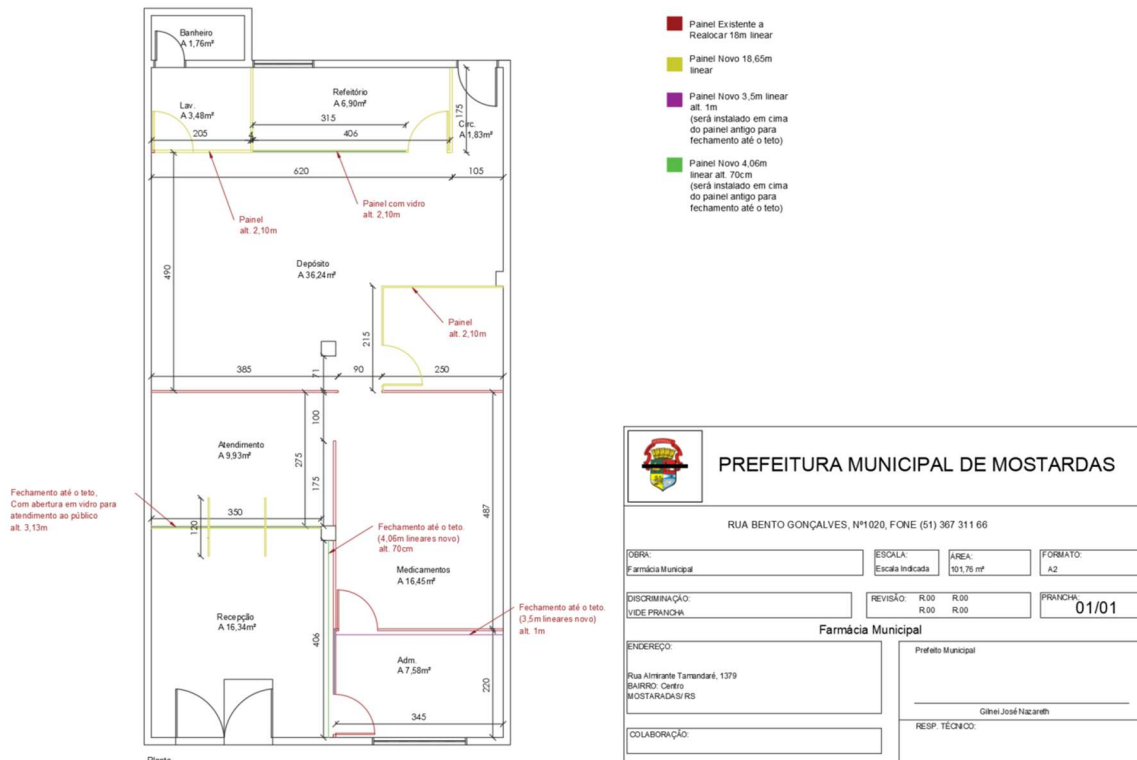 Banheiro
A 1,76m²
Lav.
A 3,48m²
205
4
Refeitório
A 6,90m²
315
406
175
Circ.
A 1,83m²
620
105
Painel
alt. 2,10m
Painel com vidro
alt. 2,10m
490
Depósito
A 36,24m²
Painel
alt. 2,10m
215
71
385
90
250
Atendimento
A 9,93m²
275
100
175
487
Fechamento até o teto,
Com abertura em vidro para
atendimento ao público
alt. 3,13m
350
120
Fechamento até o teto.
(4,06m lineares novo)
alt. 70cm
Medicamentos
A 16,45m²
Recepção
A 16,34m²
406
Fechamento até o teto.
(3,5m lineares novo)
alt. 1m
Adm.
A 7,58m²
220
345
Planta
Painel Existente a
Realocar 18m linear
Painel Novo 18,65m
linear
Painel Novo 3,5m linear
alt. 1m
(será instalado em cima
do painel antigo para
fechamento até o teto)
Painel Novo 4,06m
linear alt. 70cm
(será instalado em cima
do painel antigo para
fechamento até o teto)
PREFEITURA MUNICIPAL DE MOSTARDAS
RUA BENTO GONÇALVES, Nº1020, FONE (51) 367 311 66
OBRA:
Farmácia Municipal
ESCALA:
Escala Indicada
ÁREA:
101,76 m²
FORMATO:
A2
DISCRIMINAÇÃO:
VIDE PRANCHA
REVISÃO: R.00 R.00
R.00 R.00
PRANCHA:
01/01
Farmácia Municipal
ENDEREÇO:
Rua Almirante Tamandaré, 1379
BAIRRO: Centro
MOSTARADAS/ RS
Prefeito Municipal
Gilnei José Nazareth
COLABORAÇÃO:
RESP. TÉCNICO: